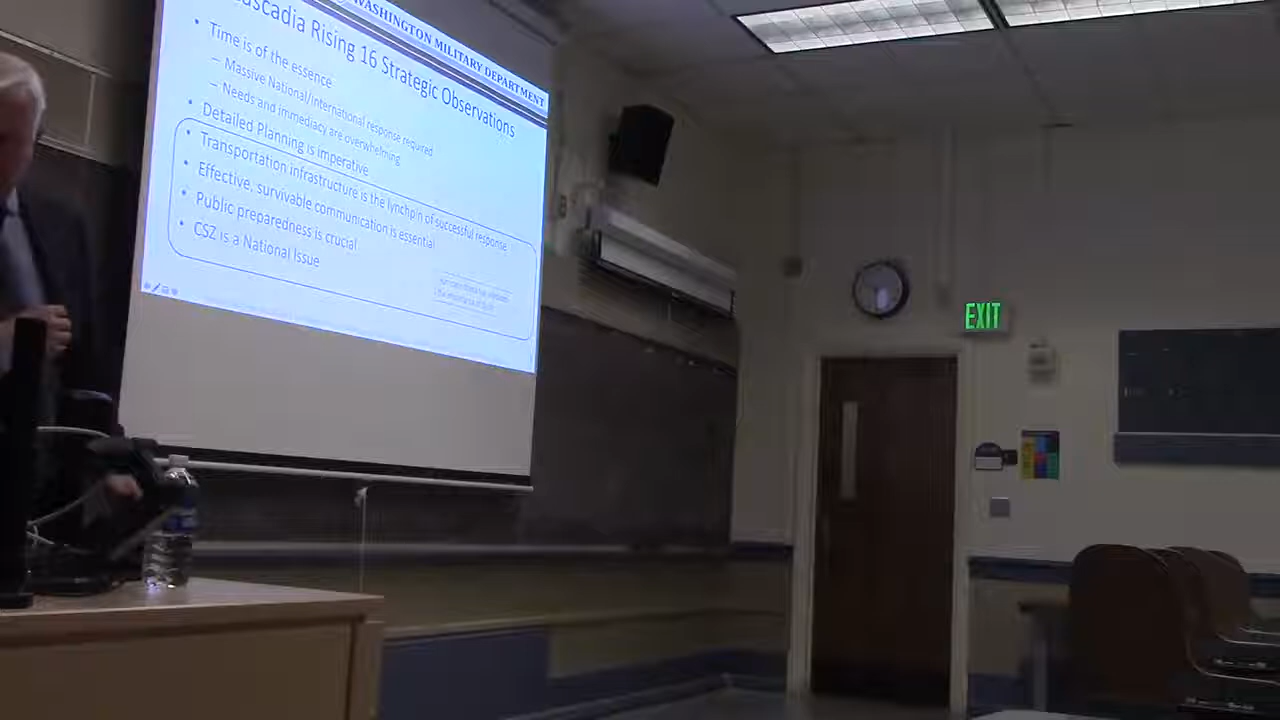 WASHINGTON MILITARY DEPARTMENT
Cascadia Rising 16 Strategic Observations
• Time is of the essence
– Massive National/International response required
– Needs and immediacy are overwhelming
• Detailed Planning is imperative
• Transportation infrastructure is the lynchpin of successful response
• Effective, survivable communication is essential
• Public preparedness is crucial
• CSZ is a National Issue
EXIT